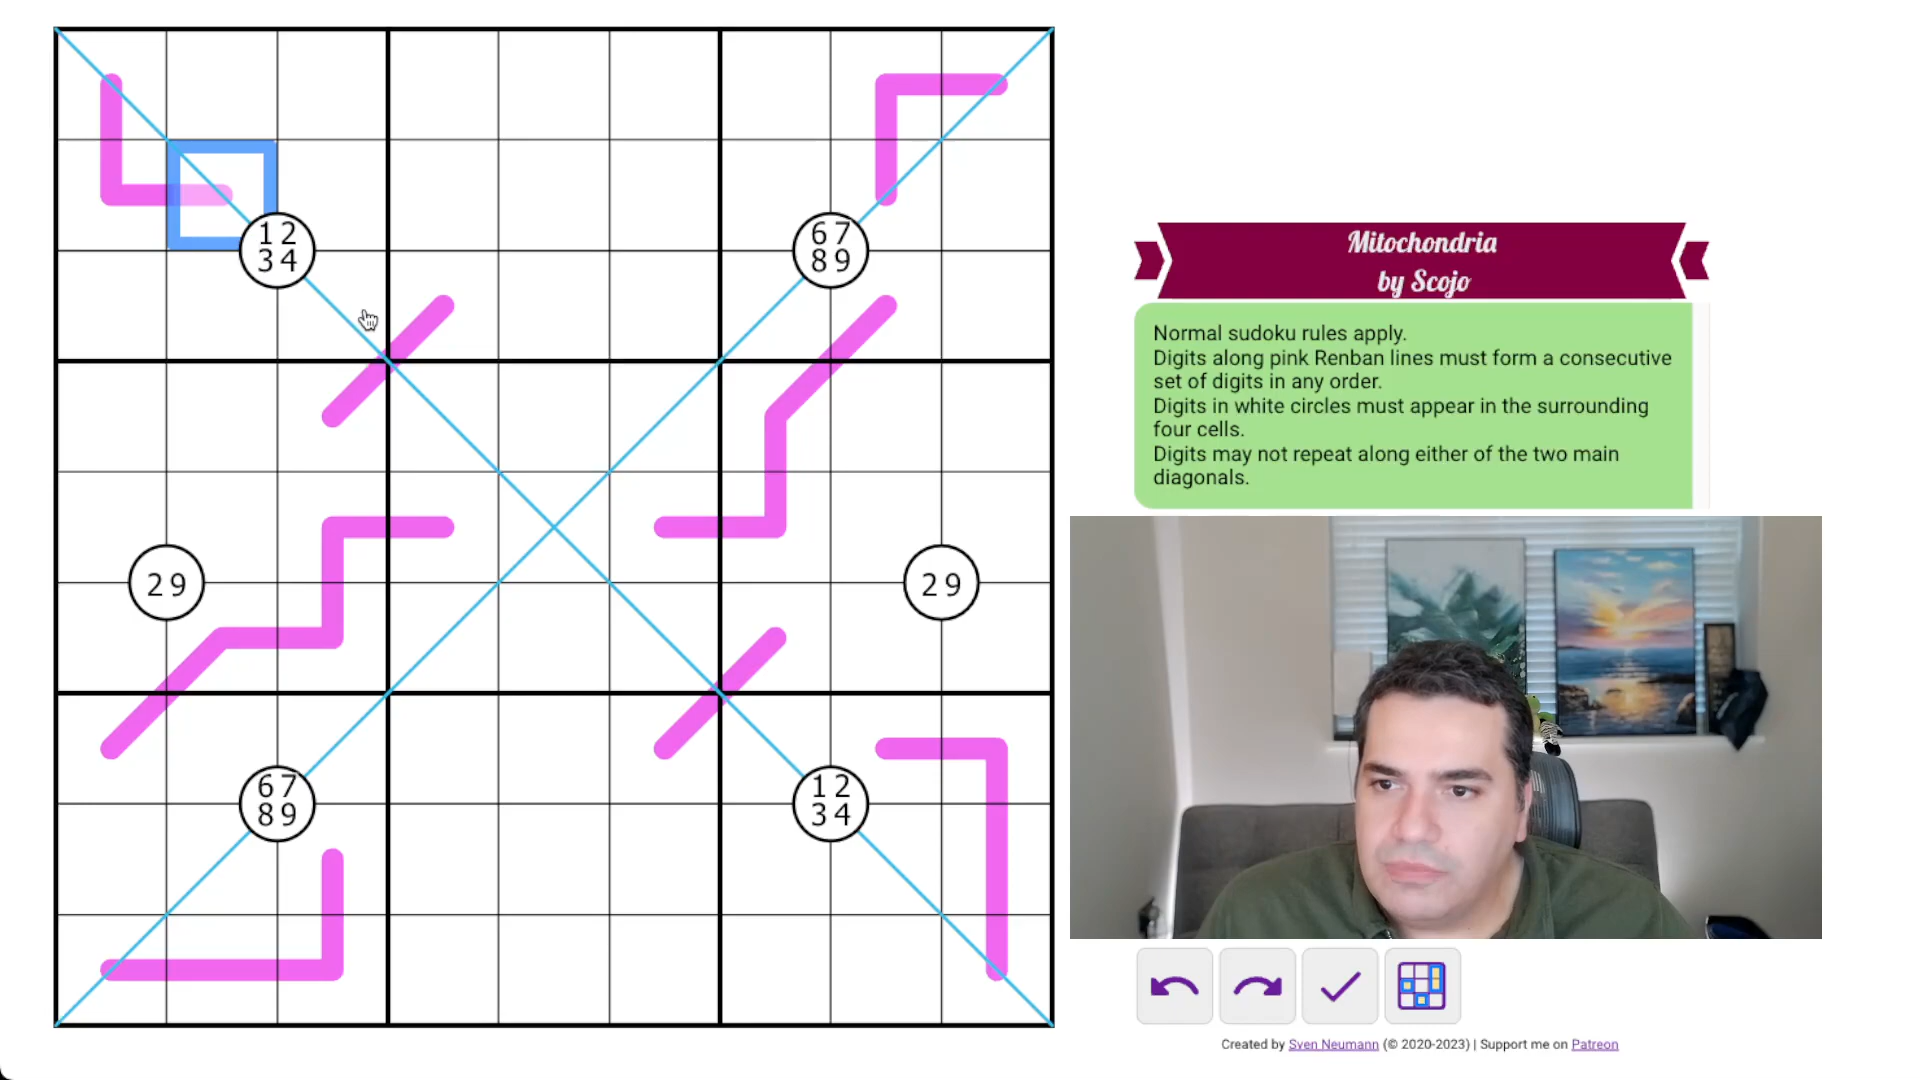 Mitochondria
by Scojo
Normal sudoku rules apply.
Digits along pink Renban lines must form a consecutive
set of digits in any order.
Digits in white circles must appear in the surrounding
four cells.
Digits may not repeat along either of the two main
diagonals.
1 2
3 4
6 7
8 9
2 9
2 9
6 7
8 9
1 2
3 4
Created by Sven Neumann (© 2020-2023) | Support me on Patreon